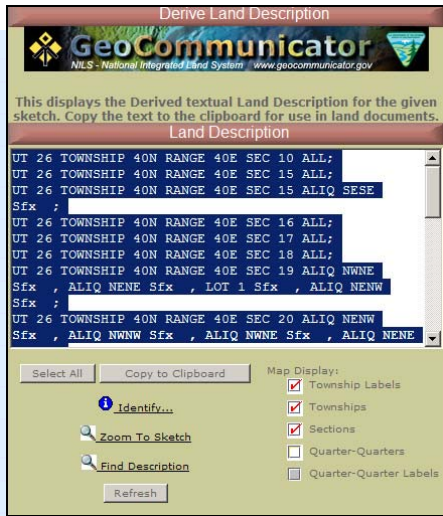 Derive Land Description
GeoCommunicator
NILS - National Integrated Land System www.geocommunicator.gov
This displays the Derived textual Land Description for the given
sketch. Copy the text to the clipboard for use in land documents.
Land Description
UT 26 TOWNSHIP 40N RANGE 40E SEC 10 ALL;
UT 26 TOWNSHIP 40N RANGE 40E SEC 15 ALL;
UT 26 TOWNSHIP 40N RANGE 40E SEC 15 ALIQ SESE
Sfx ;
UT 26 TOWNSHIP 40N RANGE 40E SEC 16 ALL;
UT 26 TOWNSHIP 40N RANGE 40E SEC 17 ALL;
UT 26 TOWNSHIP 40N RANGE 40E SEC 18 ALL;
UT 26 TOWNSHIP 40N RANGE 40E SEC 19 ALIQ NWNE
Sfx , ALIQ NENE Sfx , LOT 1 Sfx , ALIQ NENW
Sfx ;
UT 26 TOWNSHIP 40N RANGE 40E SEC 20 ALIQ NENW
Sfx , ALIQ NWNW Sfx , ALIQ NWNE Sfx , ALIQ NENE
Select All Copy to Clipboard
Identify...
Zoom To Sketch
Find Description
Refresh
Map Display:
Township Labels
Townships
Sections
Quarter-Quarters
Quarter-Quarter Labels